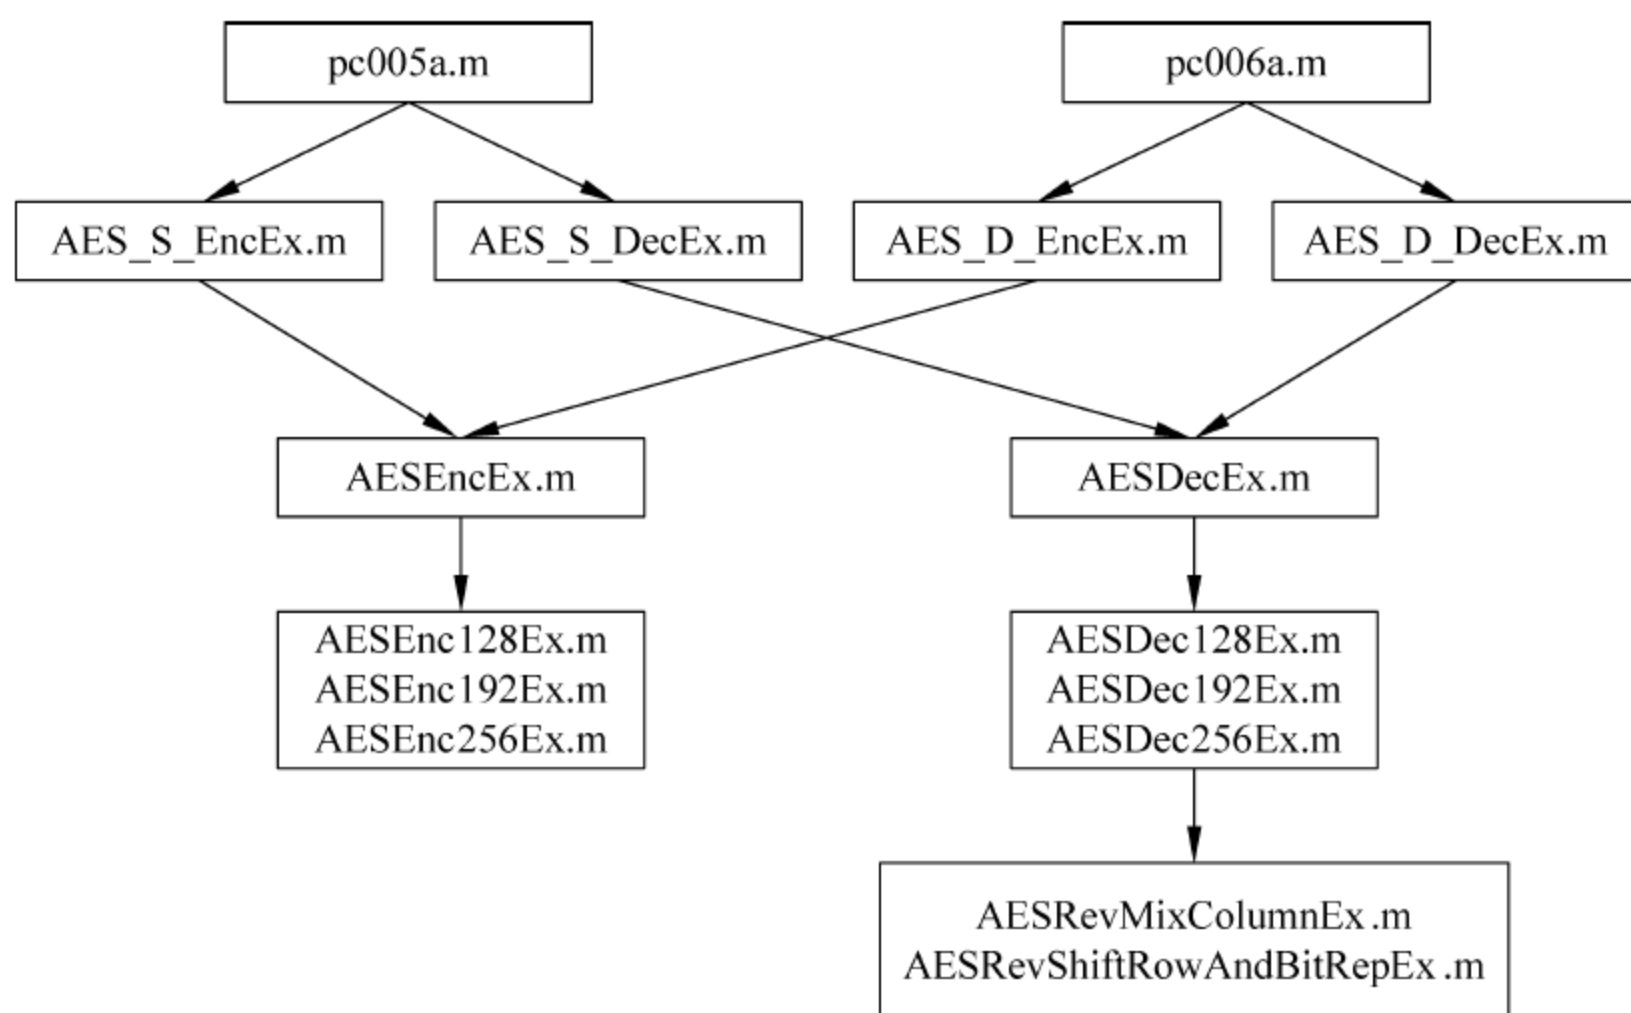 pc005a.m
pc006a.m
AES_S_EncEx.m
AES_S_DecEx.m
AES_D_EncEx.m
AES_D_DecEx.m
AESEncEx.m
AESDecEx.m
AESEnc128Ex.m
AESEnc192Ex.m
AESEnc256Ex.m
AESDec128Ex.m
AESDec192Ex.m
AESDec256Ex.m
AESRevMixColumnEx.m
AESRevShiftRowAndBitRepEx.m